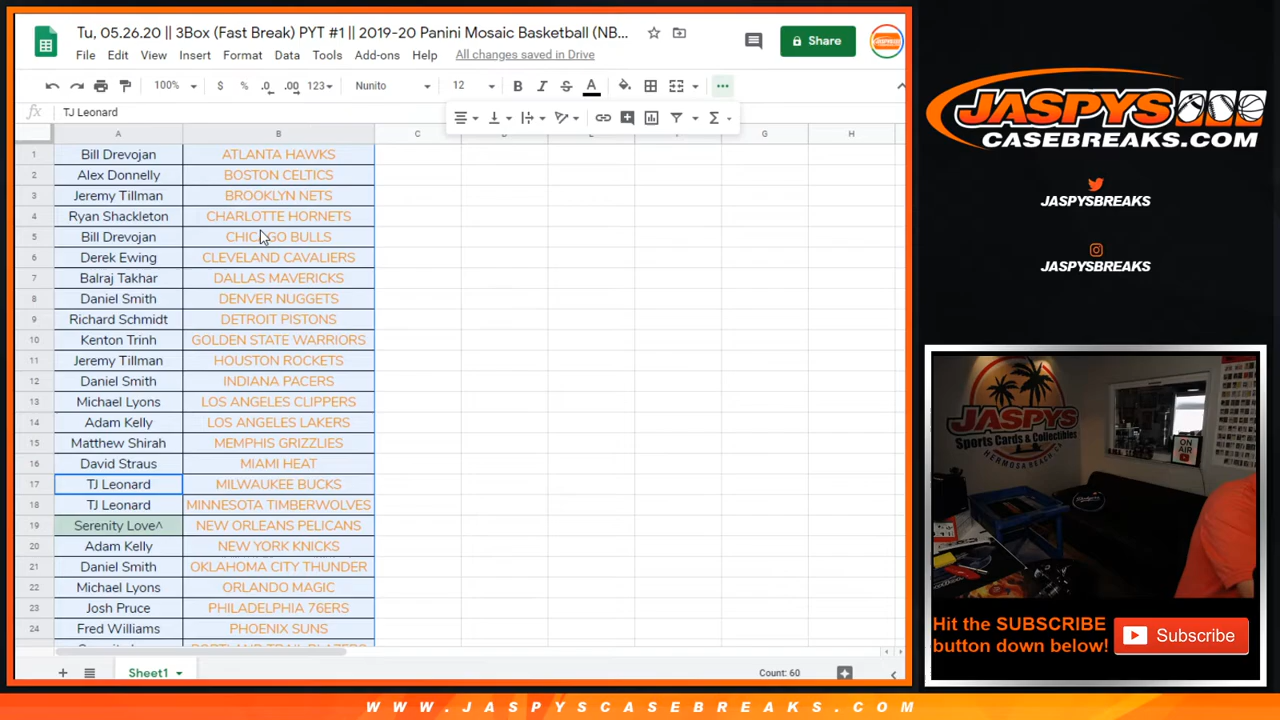 Tu, 05.26.20 || 3Box (Fast Break) PYT #1 || 2019-20 Panini Mosaic Basketball (NB...
File Edit View Insert Format Data Tools Add-ons Help All changes saved in Drive
Share
100% $ % .0 .00 123 Nunito 12 B I S A
fx TJ Leonard
A B C G H
1 Bill Drevojan ATLANTA HAWKS
2 Alex Donnelly BOSTON CELTICS
3 Jeremy Tillman BROOKLYN NETS
4 Ryan Shackleton CHARLOTTE HORNETS
5 Bill Drevojan CHICAGO BULLS
6 Derek Ewing CLEVELAND CAVALIERS
7 Balraj Takhar DALLAS MAVERICKS
8 Daniel Smith DENVER NUGGETS
9 Richard Schmidt DETROIT PISTONS
10 Kenton Trinh GOLDEN STATE WARRIORS
11 Jeremy Tillman HOUSTON ROCKETS
12 Daniel Smith INDIANA PACERS
13 Michael Lyons LOS ANGELES CLIPPERS
14 Adam Kelly LOS ANGELES LAKERS
15 Matthew Shirah MEMPHIS GRIZZLIES
16 David Straus MIAMI HEAT
17 TJ Leonard MILWAUKEE BUCKS
18 TJ Leonard MINNESOTA TIMBERWOLVES
19 Serenity Love^ NEW ORLEANS PELICANS
20 Adam Kelly NEW YORK KNICKS
21 Daniel Smith OKLAHOMA CITY THUNDER
22 Michael Lyons ORLANDO MAGIC
23 Josh Pruce PHILADELPHIA 76ERS
24 Fred Williams PHOENIX SUNS
PORTLAND TRAIL BLAZERS
Sheet1
Count: 60
JASPYS
CASEBREAKS.COM
JASPYSBREAKS
JASPYSBREAKS
JASPYS
Sports Cards & Collectibles
HERMOSA BEACH, CA
ON AIR
Hit the SUBSCRIBE
button down below!
Subscribe
WWW.JASPYSCASEBREAKS.COM